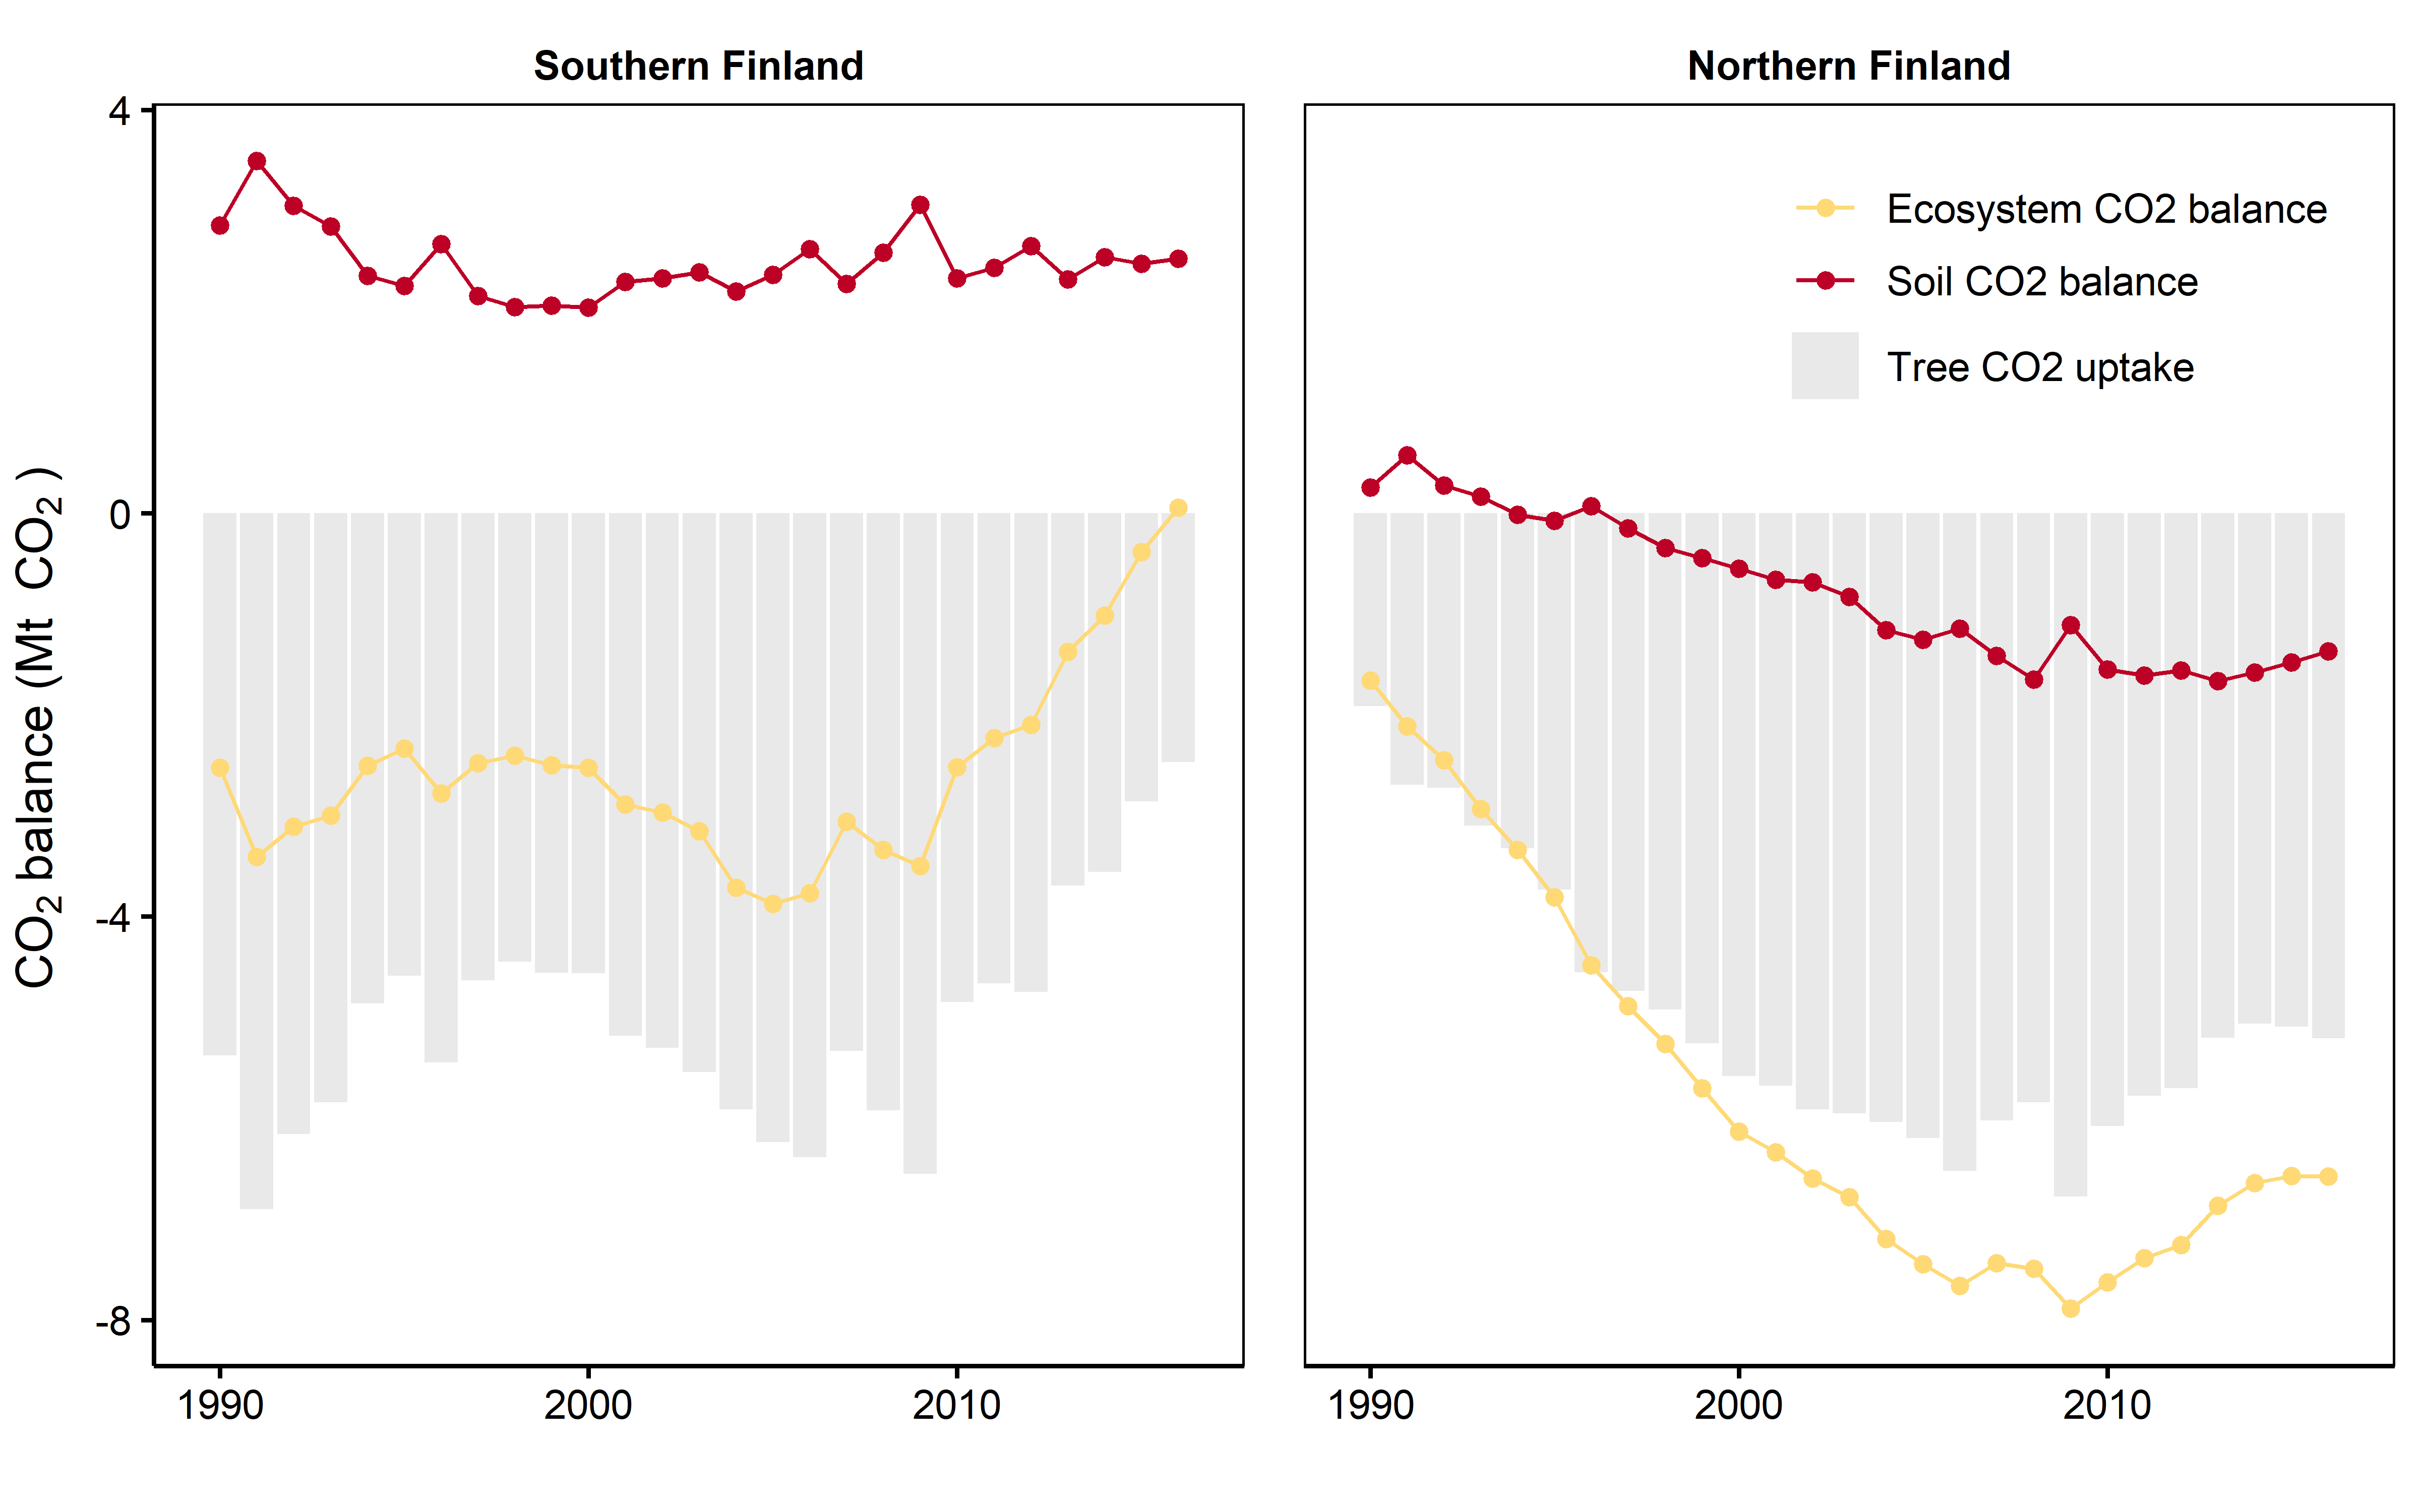 Southern Finland
Northern Finland
CO₂ balance (Mt CO₂ )
4
0
-4
-8
Ecosystem CO2 balance
Soil CO2 balance
Tree CO2 uptake
1990 2000 2010
1990 2000 2010